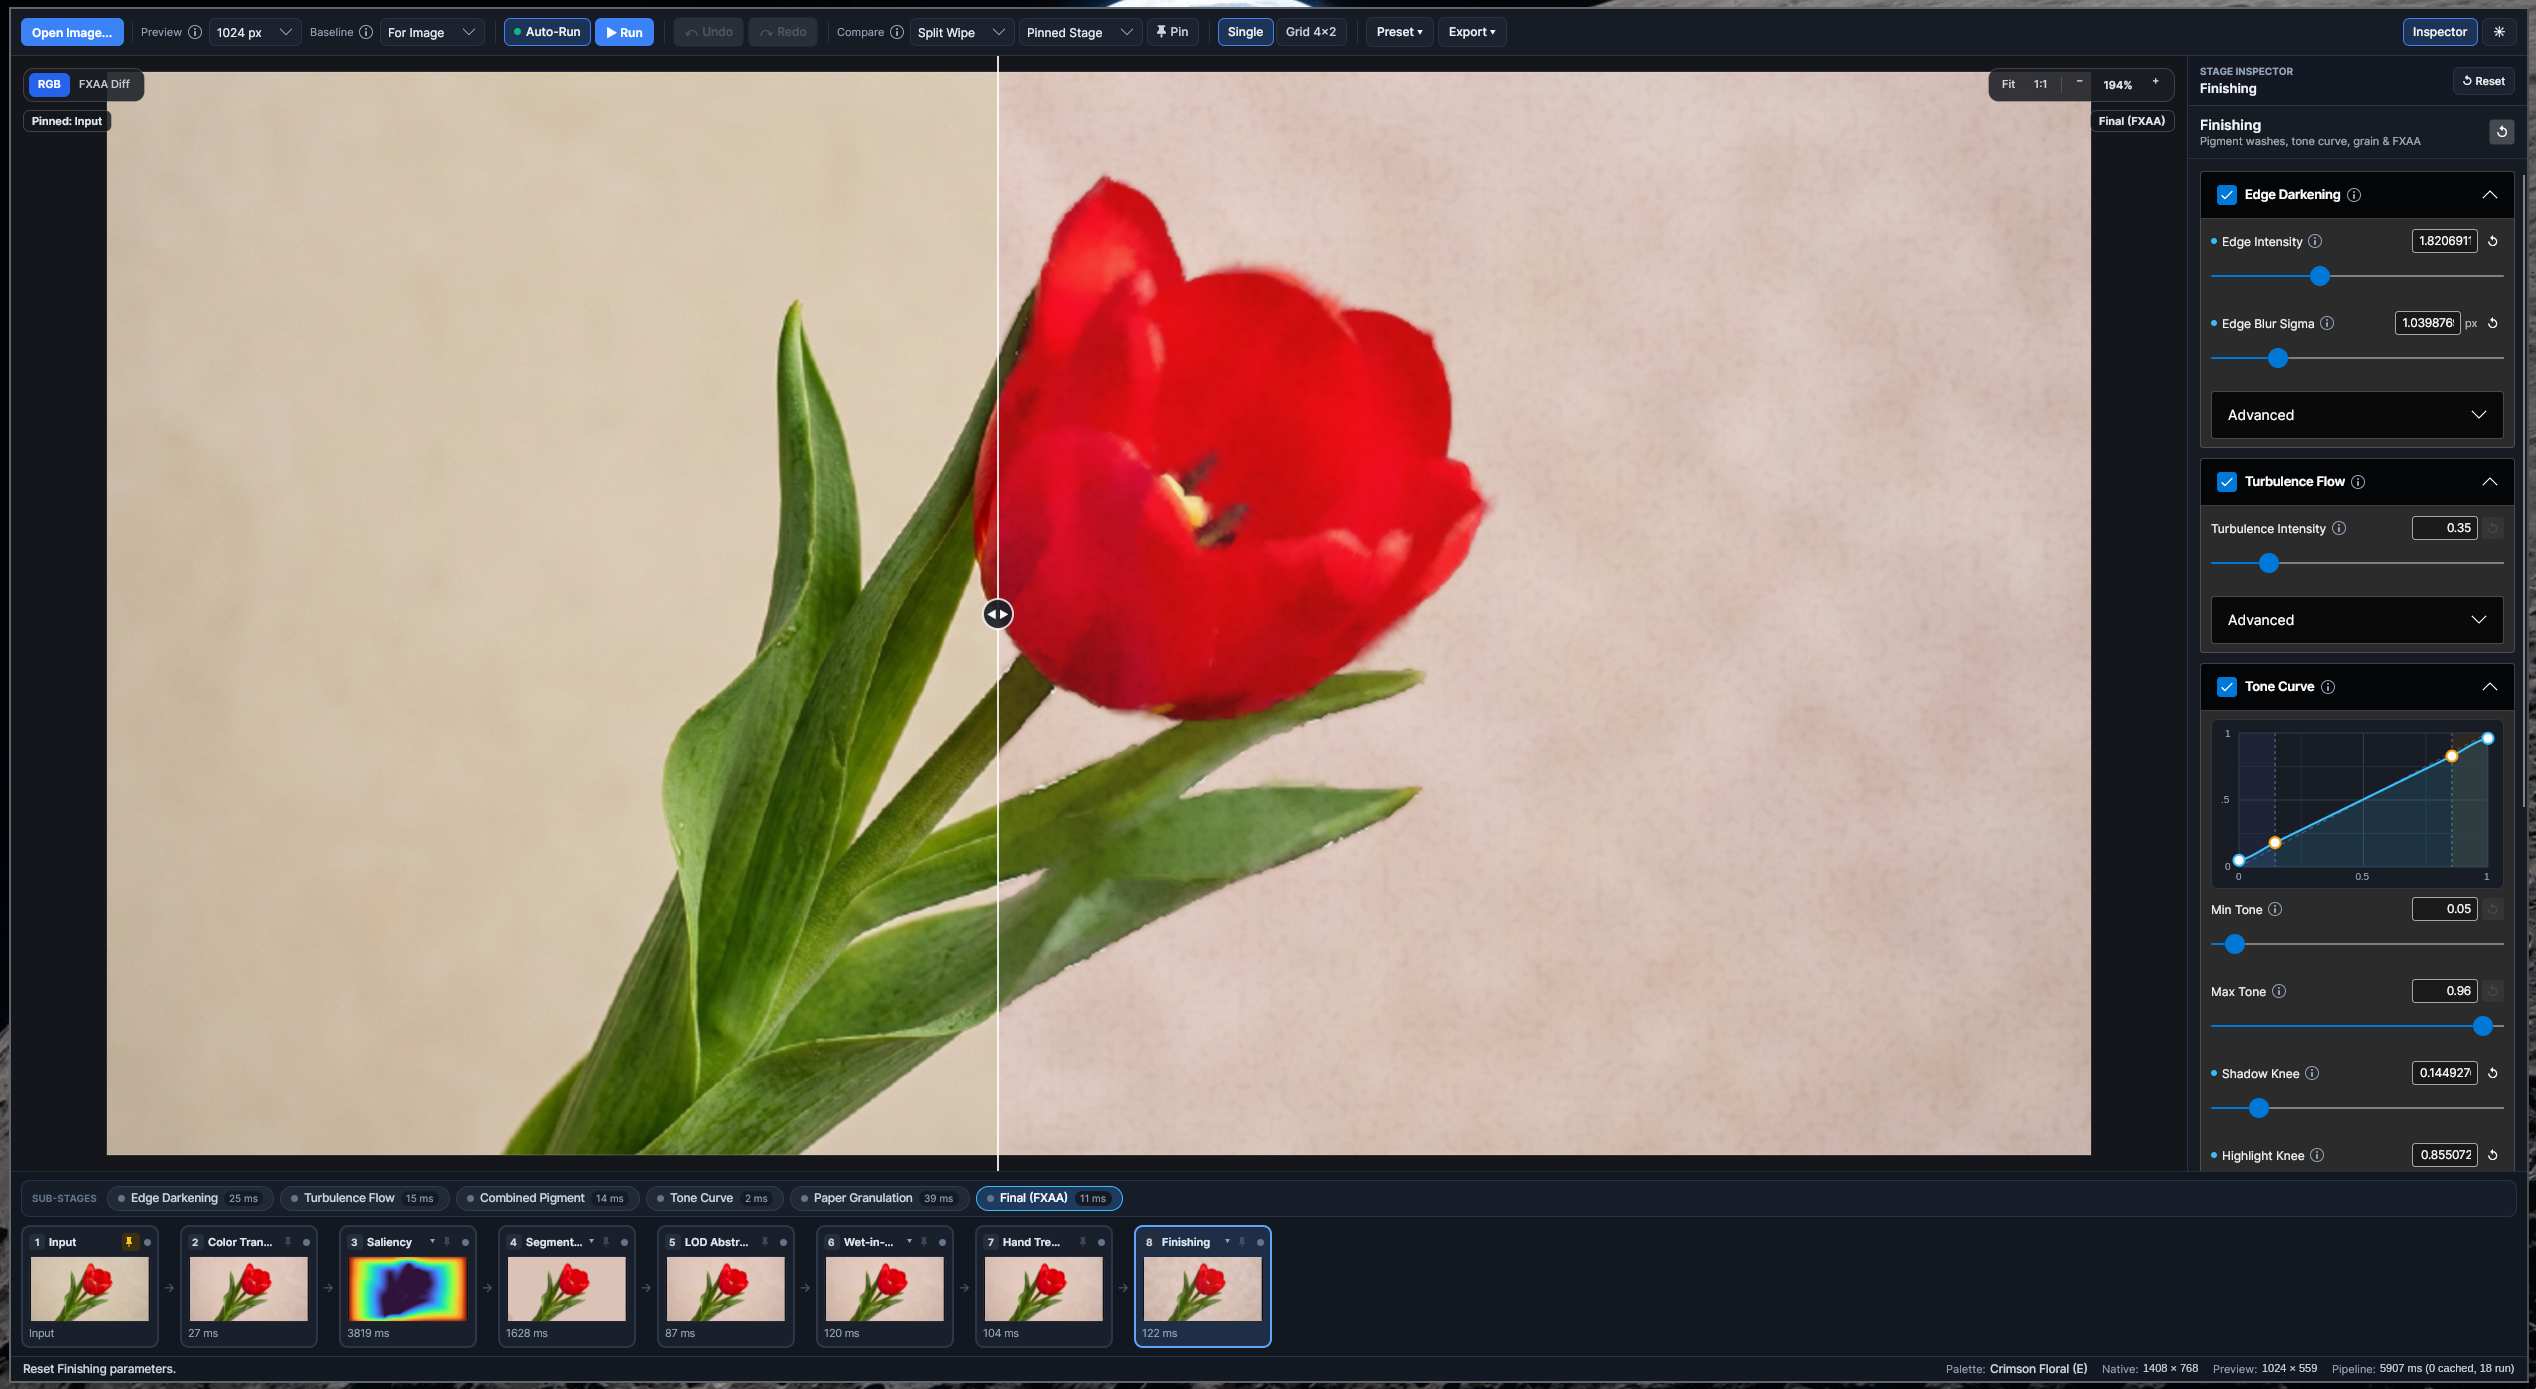 Open Image... Preview 1024 px Baseline For Image Auto-Run ▶ Run Undo Redo Compare Split Wipe Pinned Stage Pin Single Grid 4×2 Preset ▾ Export ▾ Inspector
RGB FXAA Diff
Pinned: Input
Fit 1:1 − 194% +
Final (FXAA)
STAGE INSPECTOR
Finishing
Reset
Finishing
Pigment washes, tone curve, grain & FXAA
Edge Darkening
Edge Intensity 1.820691
Edge Blur Sigma 1.039876 px
Advanced
Turbulence Flow
Turbulence Intensity 0.35
Advanced
Tone Curve
1
.5
0
0 0.5 1
Min Tone 0.05
Max Tone 0.96
Shadow Knee 0.144927
Highlight Knee 0.855072
SUB-STAGES Edge Darkening 25 ms Turbulence Flow 15 ms Combined Pigment 14 ms Tone Curve 2 ms Paper Granulation 39 ms Final (FXAA) 11 ms
1 Input
Input
2 Color Tran...
27 ms
3 Saliency
3819 ms
4 Segment...
1628 ms
5 LOD Abstr...
87 ms
6 Wet-in-...
120 ms
7 Hand Tre...
104 ms
8 Finishing
122 ms
Reset Finishing parameters.
Palette: Crimson Floral (E) Native: 1408 × 768 Preview: 1024 × 559 Pipeline: 5907 ms (0 cached, 18 run)